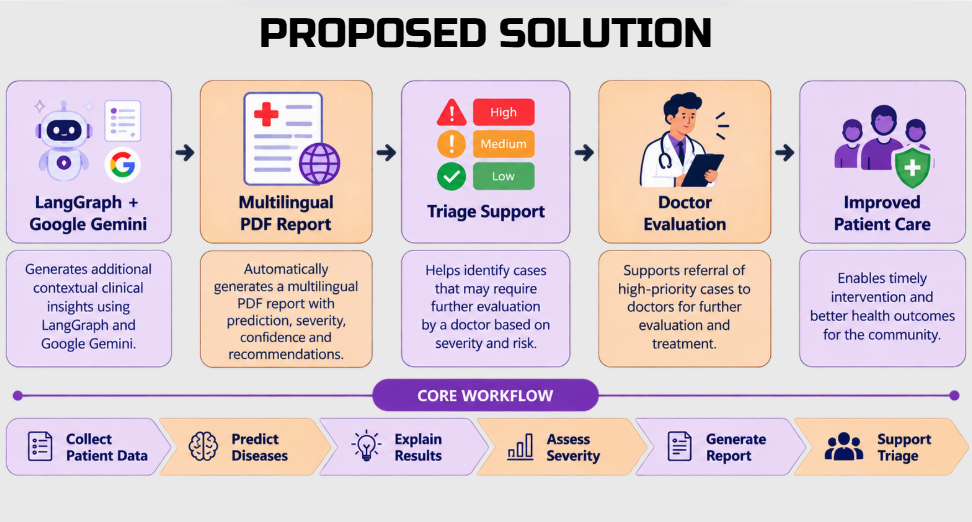 PROPOSED SOLUTION
High
Medium
Low
LangGraph +
Google Gemini
Multilingual
PDF Report
Triage Support
Doctor
Evaluation
Improved
Patient Care
Generates additional
contextual clinical
insights using
LangGraph and
Google Gemini.
Automatically
generates a multilingual
PDF report with
prediction, severity,
confidence and
recommendations.
Helps identify cases
that may require
further evaluation
by a doctor based on
severity and risk.
Supports referral of
high-priority cases to
doctors for further
evaluation and
treatment.
Enables timely
intervention and
better health outcomes
for the community.
CORE WORKFLOW
Collect
Patient Data
Predict
Diseases
Explain
Results
Assess
Severity
Generate
Report
Support
Triage